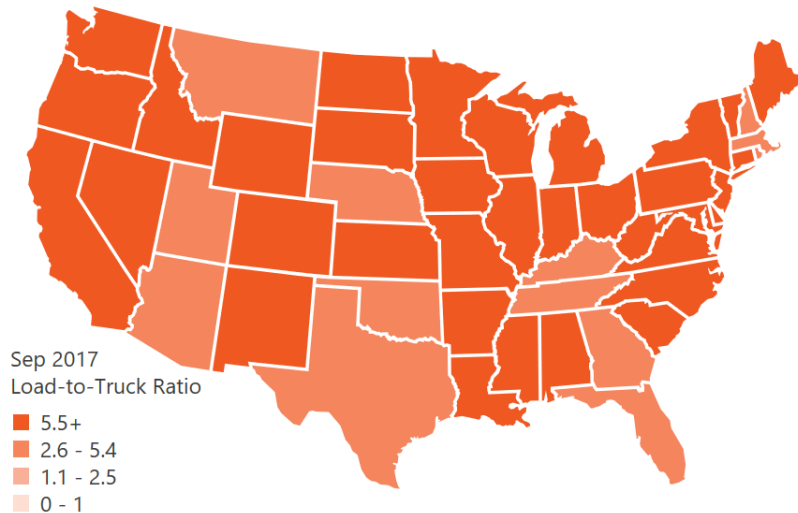 Sep 2017
Load-to-Truck Ratio
5.5+
2.6 - 5.4
1.1 - 2.5
0 - 1